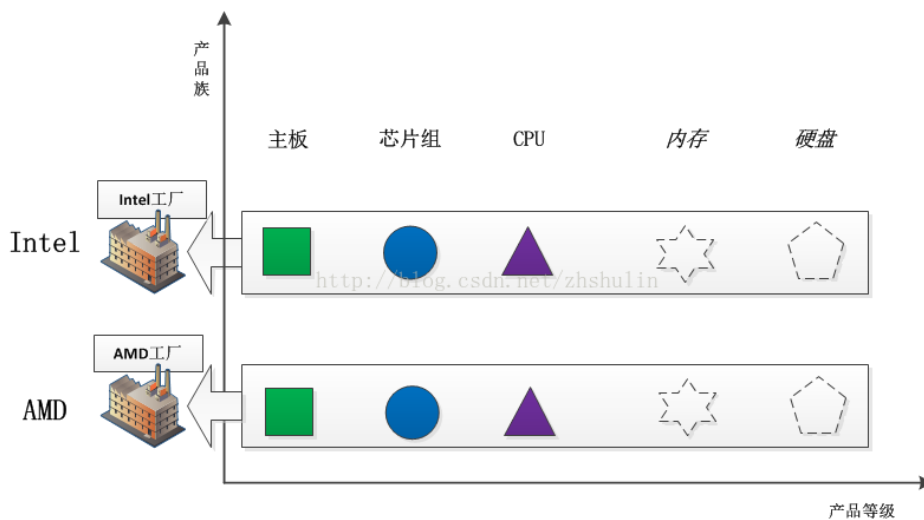 产
品
族
主板 芯片组 CPU 内存 硬盘
Intel工厂
Intel
http://blog.csdn.net/zhshulin
AMD工厂
AMD
产品等级